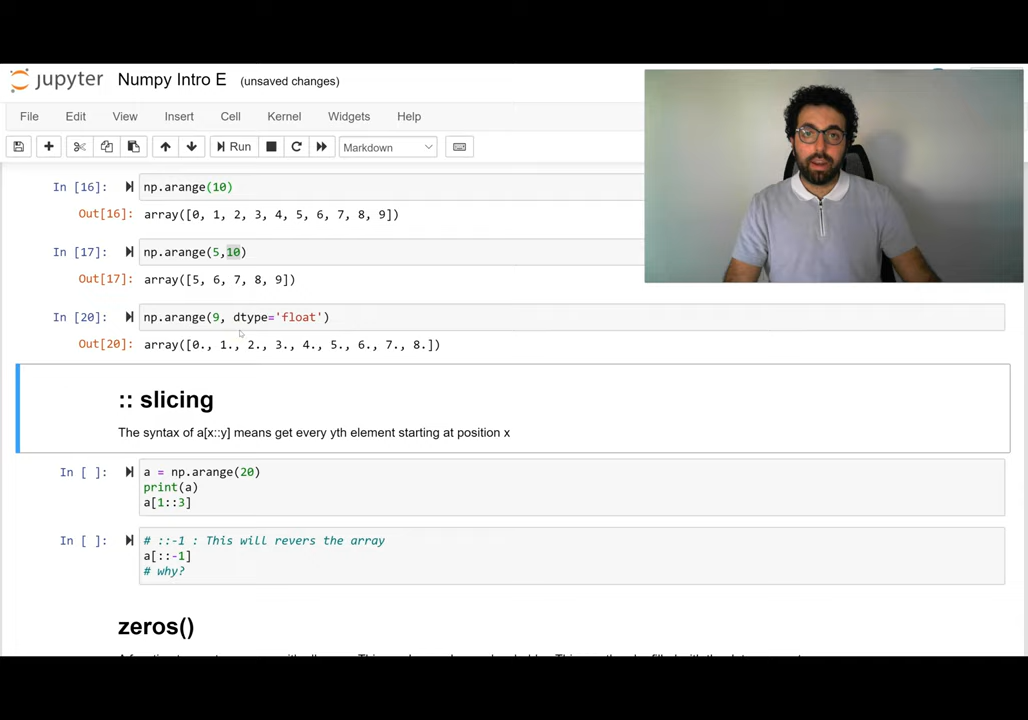 jupyter Numpy Intro E (unsaved changes)
File Edit View Insert Cell Kernel Widgets Help
Run Markdown
In [16]: np.arange(10)
Out[16]: array([0, 1, 2, 3, 4, 5, 6, 7, 8, 9])
In [17]: np.arange(5,10)
Out[17]: array([5, 6, 7, 8, 9])
In [20]: np.arange(9, dtype='float')
Out[20]: array([0., 1., 2., 3., 4., 5., 6., 7., 8.])
:: slicing
The syntax of a[x::y] means get every yth element starting at position x
In [ ]: a = np.arange(20)
print(a)
a[1::3]
In [ ]: # ::-1 : This will revers the array
a[::-1]
# why?
zeros()